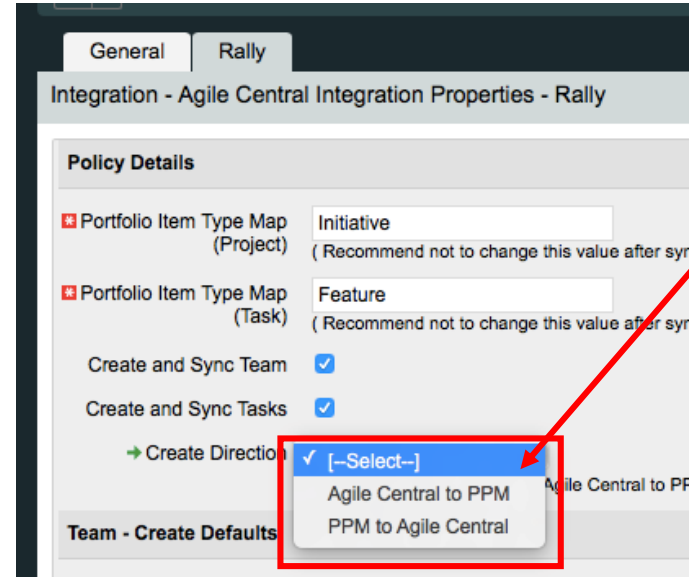 General Rally
Integration - Agile Central Integration Properties - Rally
Policy Details
Portfolio Item Type Map Initiative
(Project) ( Recommend not to change this value after
Portfolio Item Type Map Feature
(Task) ( Recommend not to change this value after
Create and Sync Team
Create and Sync Tasks
Create Direction ✓ [--Select--]
Agile Central to PPM Agile Central to
PPM to Agile Central
Team - Create Defaults